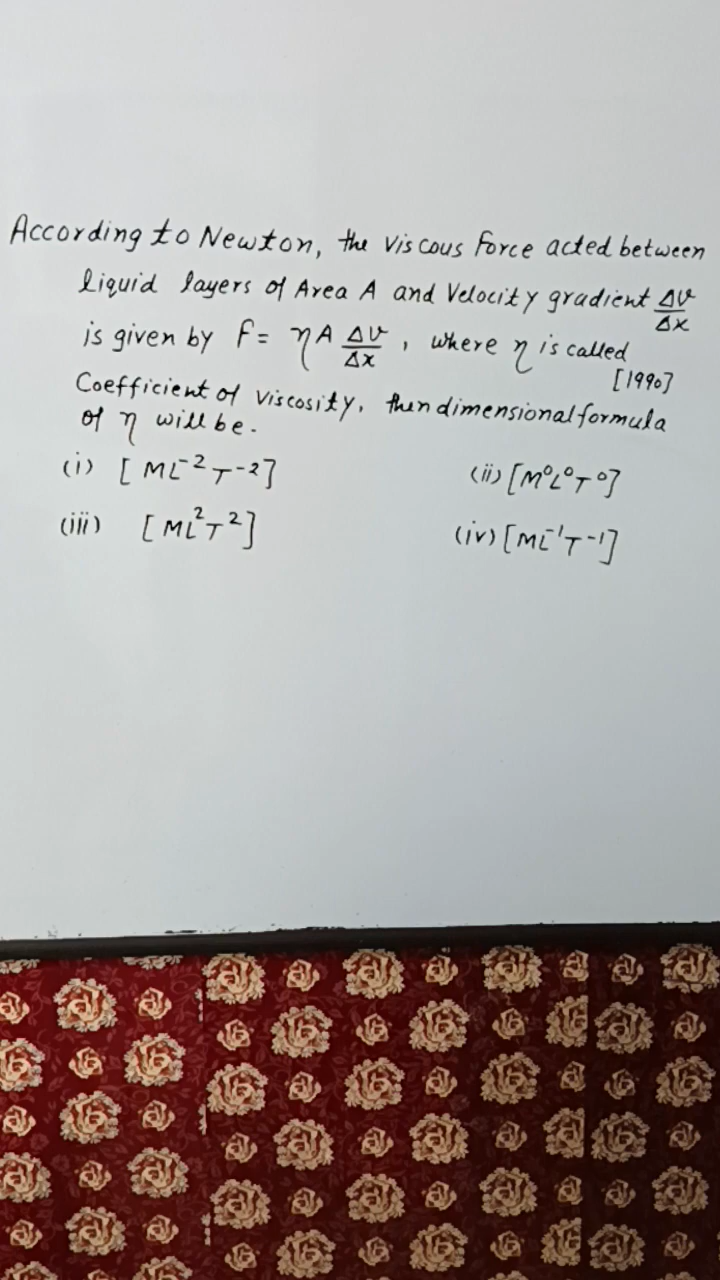 According to Newton, the viscous force acted between
liquid layers of Area A and Velocity gradient Δv/Δx
is given by F = ηA Δv/Δx, where η is called
[1990]
Coefficient of viscosity, then dimensional formula
of η will be.
(i) [ML⁻²T⁻²] (ii) [M⁰L⁰T⁰]
(iii) [ML²T²] (iv) [ML⁻¹T⁻¹]